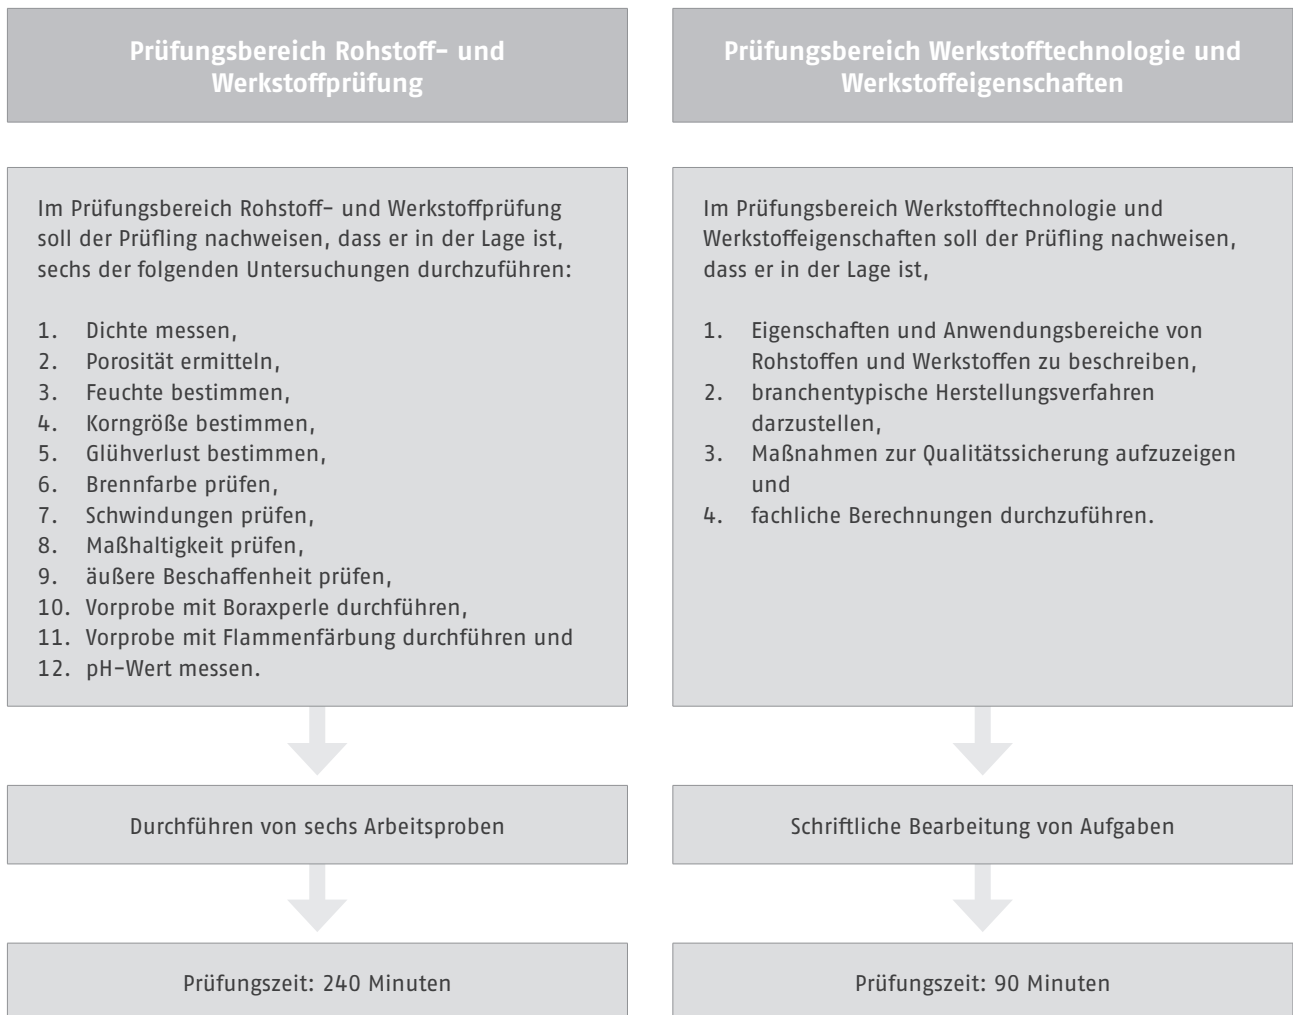 Prüfungsbereich Rohstoff- und
Werkstoffprüfung
Im Prüfungsbereich Rohstoff- und Werkstoffprüfung
soll der Prüfling nachweisen, dass er in der Lage ist,
sechs der folgenden Untersuchungen durchzuführen:
1. Dichte messen,
2. Porosität ermitteln,
3. Feuchte bestimmen,
4. Korngröße bestimmen,
5. Glühverlust bestimmen,
6. Brennfarbe prüfen,
7. Schwindungen prüfen,
8. Maßhaltigkeit prüfen,
9. äußere Beschaffenheit prüfen,
10. Vorprobe mit Boraxperle durchführen,
11. Vorprobe mit Flammenfärbung durchführen und
12. pH-Wert messen.
Durchführen von sechs Arbeitsproben
Prüfungszeit: 240 Minuten
Prüfungsbereich Werkstofftechnologie und
Werkstoffeigenschaften
Im Prüfungsbereich Werkstofftechnologie und
Werkstoffeigenschaften soll der Prüfling nachweisen,
dass er in der Lage ist,
1. Eigenschaften und Anwendungsbereiche von
Rohstoffen und Werkstoffen zu beschreiben,
2. branchentypische Herstellungsverfahren
darzustellen,
3. Maßnahmen zur Qualitätssicherung aufzuzeigen
und
4. fachliche Berechnungen durchzuführen.
Schriftliche Bearbeitung von Aufgaben
Prüfungszeit: 90 Minuten